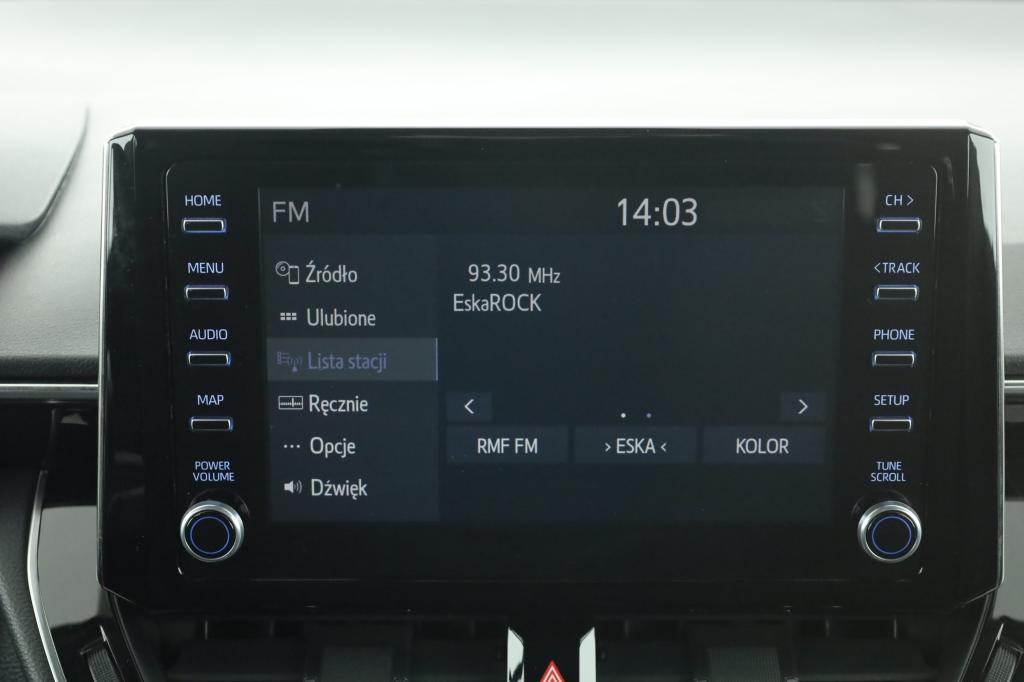 HOME
MENU
AUDIO
MAP
POWER
VOLUME
FM
14:03
Źródło
Ulubione
Lista stacji
Ręcznie
Opcje
Dźwięk
93.30 MHz
EskaROCK
< >
RMF FM > ESKA < KOLOR
CH >
< TRACK
PHONE
SETUP
TUNE
SCROLL